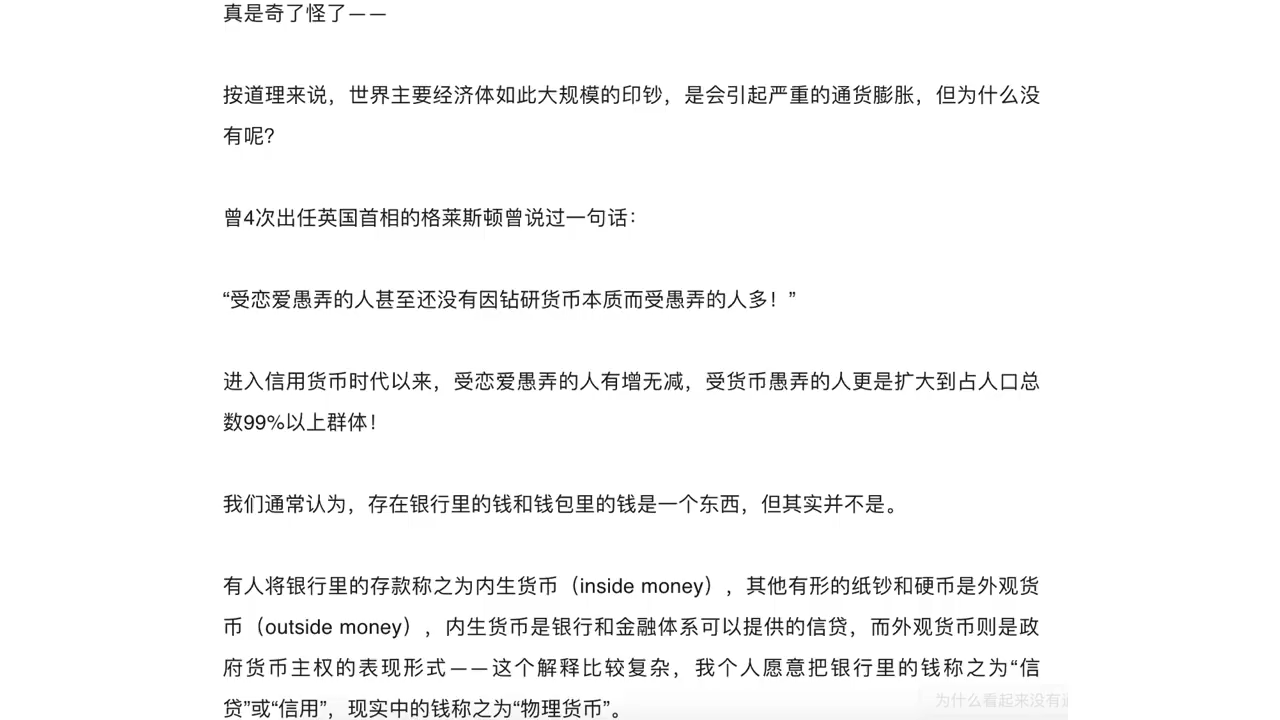 真是奇了怪了——
按道理来说，世界主要经济体如此大规模的印钞，是会引起严重的通货膨胀，但为什么没
有呢?
曾4次出任英国首相的格莱斯顿曾说过一句话：
“受恋爱愚弄的人甚至还没有因钻研货币本质而受愚弄的人多！”
进入信用货币时代以来，受恋爱愚弄的人有增无减，受货币愚弄的人更是扩大到占人口总
数99%以上群体！
我们通常认为，存在银行里的钱和钱包里的钱是一个东西，但其实并不是。
有人将银行里的存款称之为内生货币（inside money），其他有形的纸钞和硬币是外观货
币（outside money），内生货币是银行和金融体系可以提供的信贷，而外观货币则是政
府货币主权的表现形式——这个解释比较复杂，我个人愿意把银行里的钱称之为“信
贷”或“信用”，现实中的钱称之为“物理货币”。
为什么看起来没有通